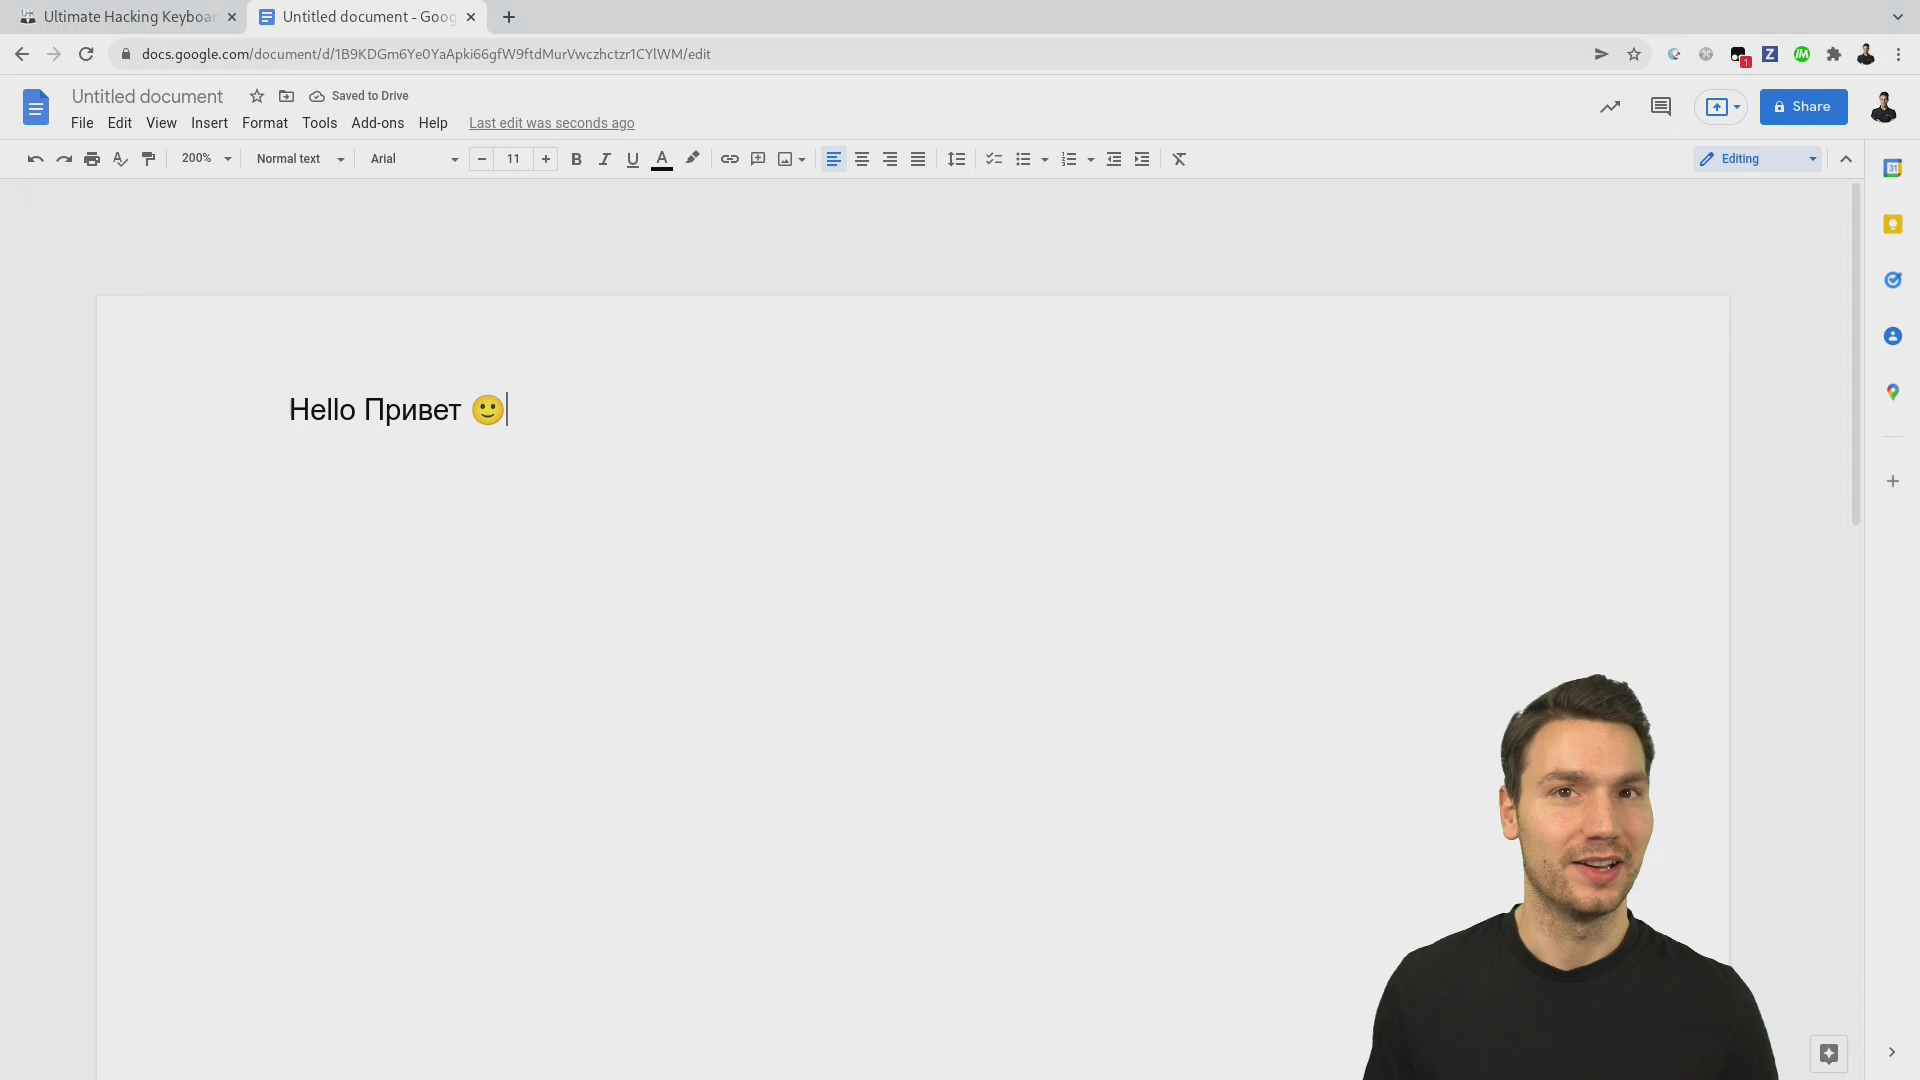 Ultimate Hacking Keyboar
Untitled document - Goog
docs.google.com/document/d/1B9KDGm6Ye0YaApki66gfW9ftdMurVwczhctzr1CYlWM/edit
1
Untitled document
Saved to Drive
File Edit View Insert Format Tools Add-ons Help Last edit was seconds ago
Share
200% Normal text Arial 11 B I U A
Editing
31
Hello Привет 🙂